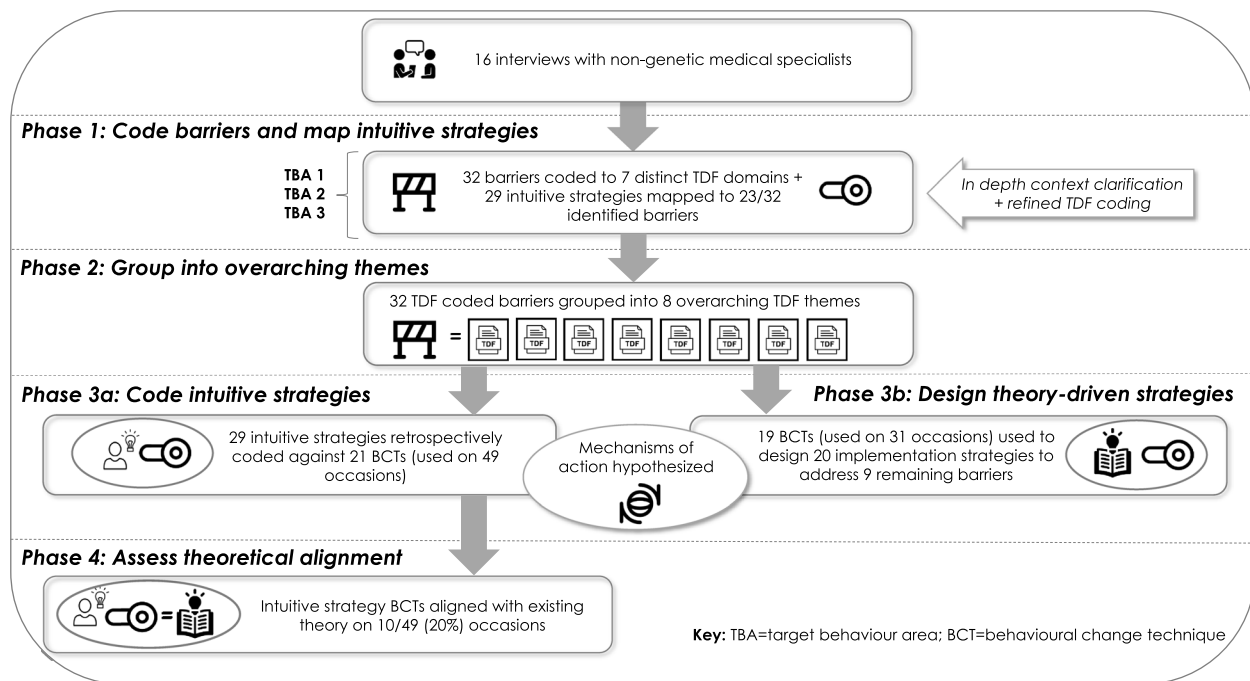 16 interviews with non-genetic medical specialists
Phase 1: Code barriers and map intuitive strategies
TBA 1
TBA 2
TBA 3
32 barriers coded to 7 distinct TDF domains +
29 intuitive strategies mapped to 23/32
identified barriers
In depth context clarification
+ refined TDF coding
Phase 2: Group into overarching themes
32 TDF coded barriers grouped into 8 overarching TDF themes
= TDF TDF TDF TDF TDF TDF TDF TDF
Phase 3a: Code intuitive strategies
29 intuitive strategies retrospectively
coded against 21 BCTs (used on 49
occasions)
Mechanisms of
action hypothesized
Phase 3b: Design theory-driven strategies
19 BCTs (used on 31 occasions) used to
design 20 implementation strategies to
address 9 remaining barriers
Phase 4: Assess theoretical alignment
=
Intuitive strategy BCTs aligned with existing
theory on 10/49 (20%) occasions
Key: TBA=target behaviour area; BCT=behavioural change technique